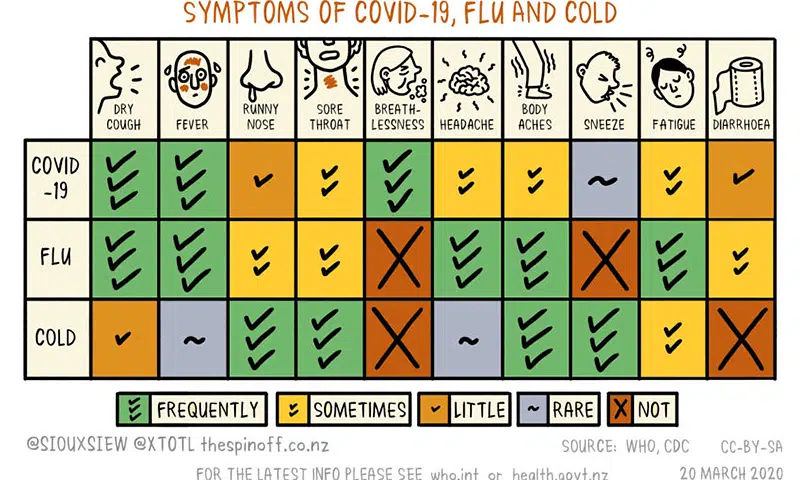 SYMPTOMS OF COVID-19, FLU AND COLD
DRY COUGH
FEVER
RUNNY NOSE
SORE THROAT
BREATH-LESSNESS
HEADACHE
BODY ACHES
SNEEZE
FATIGUE
DIARRHOEA
COVID-19
FLU
COLD
FREQUENTLY
SOMETIMES
LITTLE
RARE
NOT
@SIOUXSIEW @XTOTL thespinoff.co.nz
SOURCE: WHO, CDC
CC-BY-SA
FOR THE LATEST INFO PLEASE SEE who.int or health.govt.nz
20 MARCH 2020